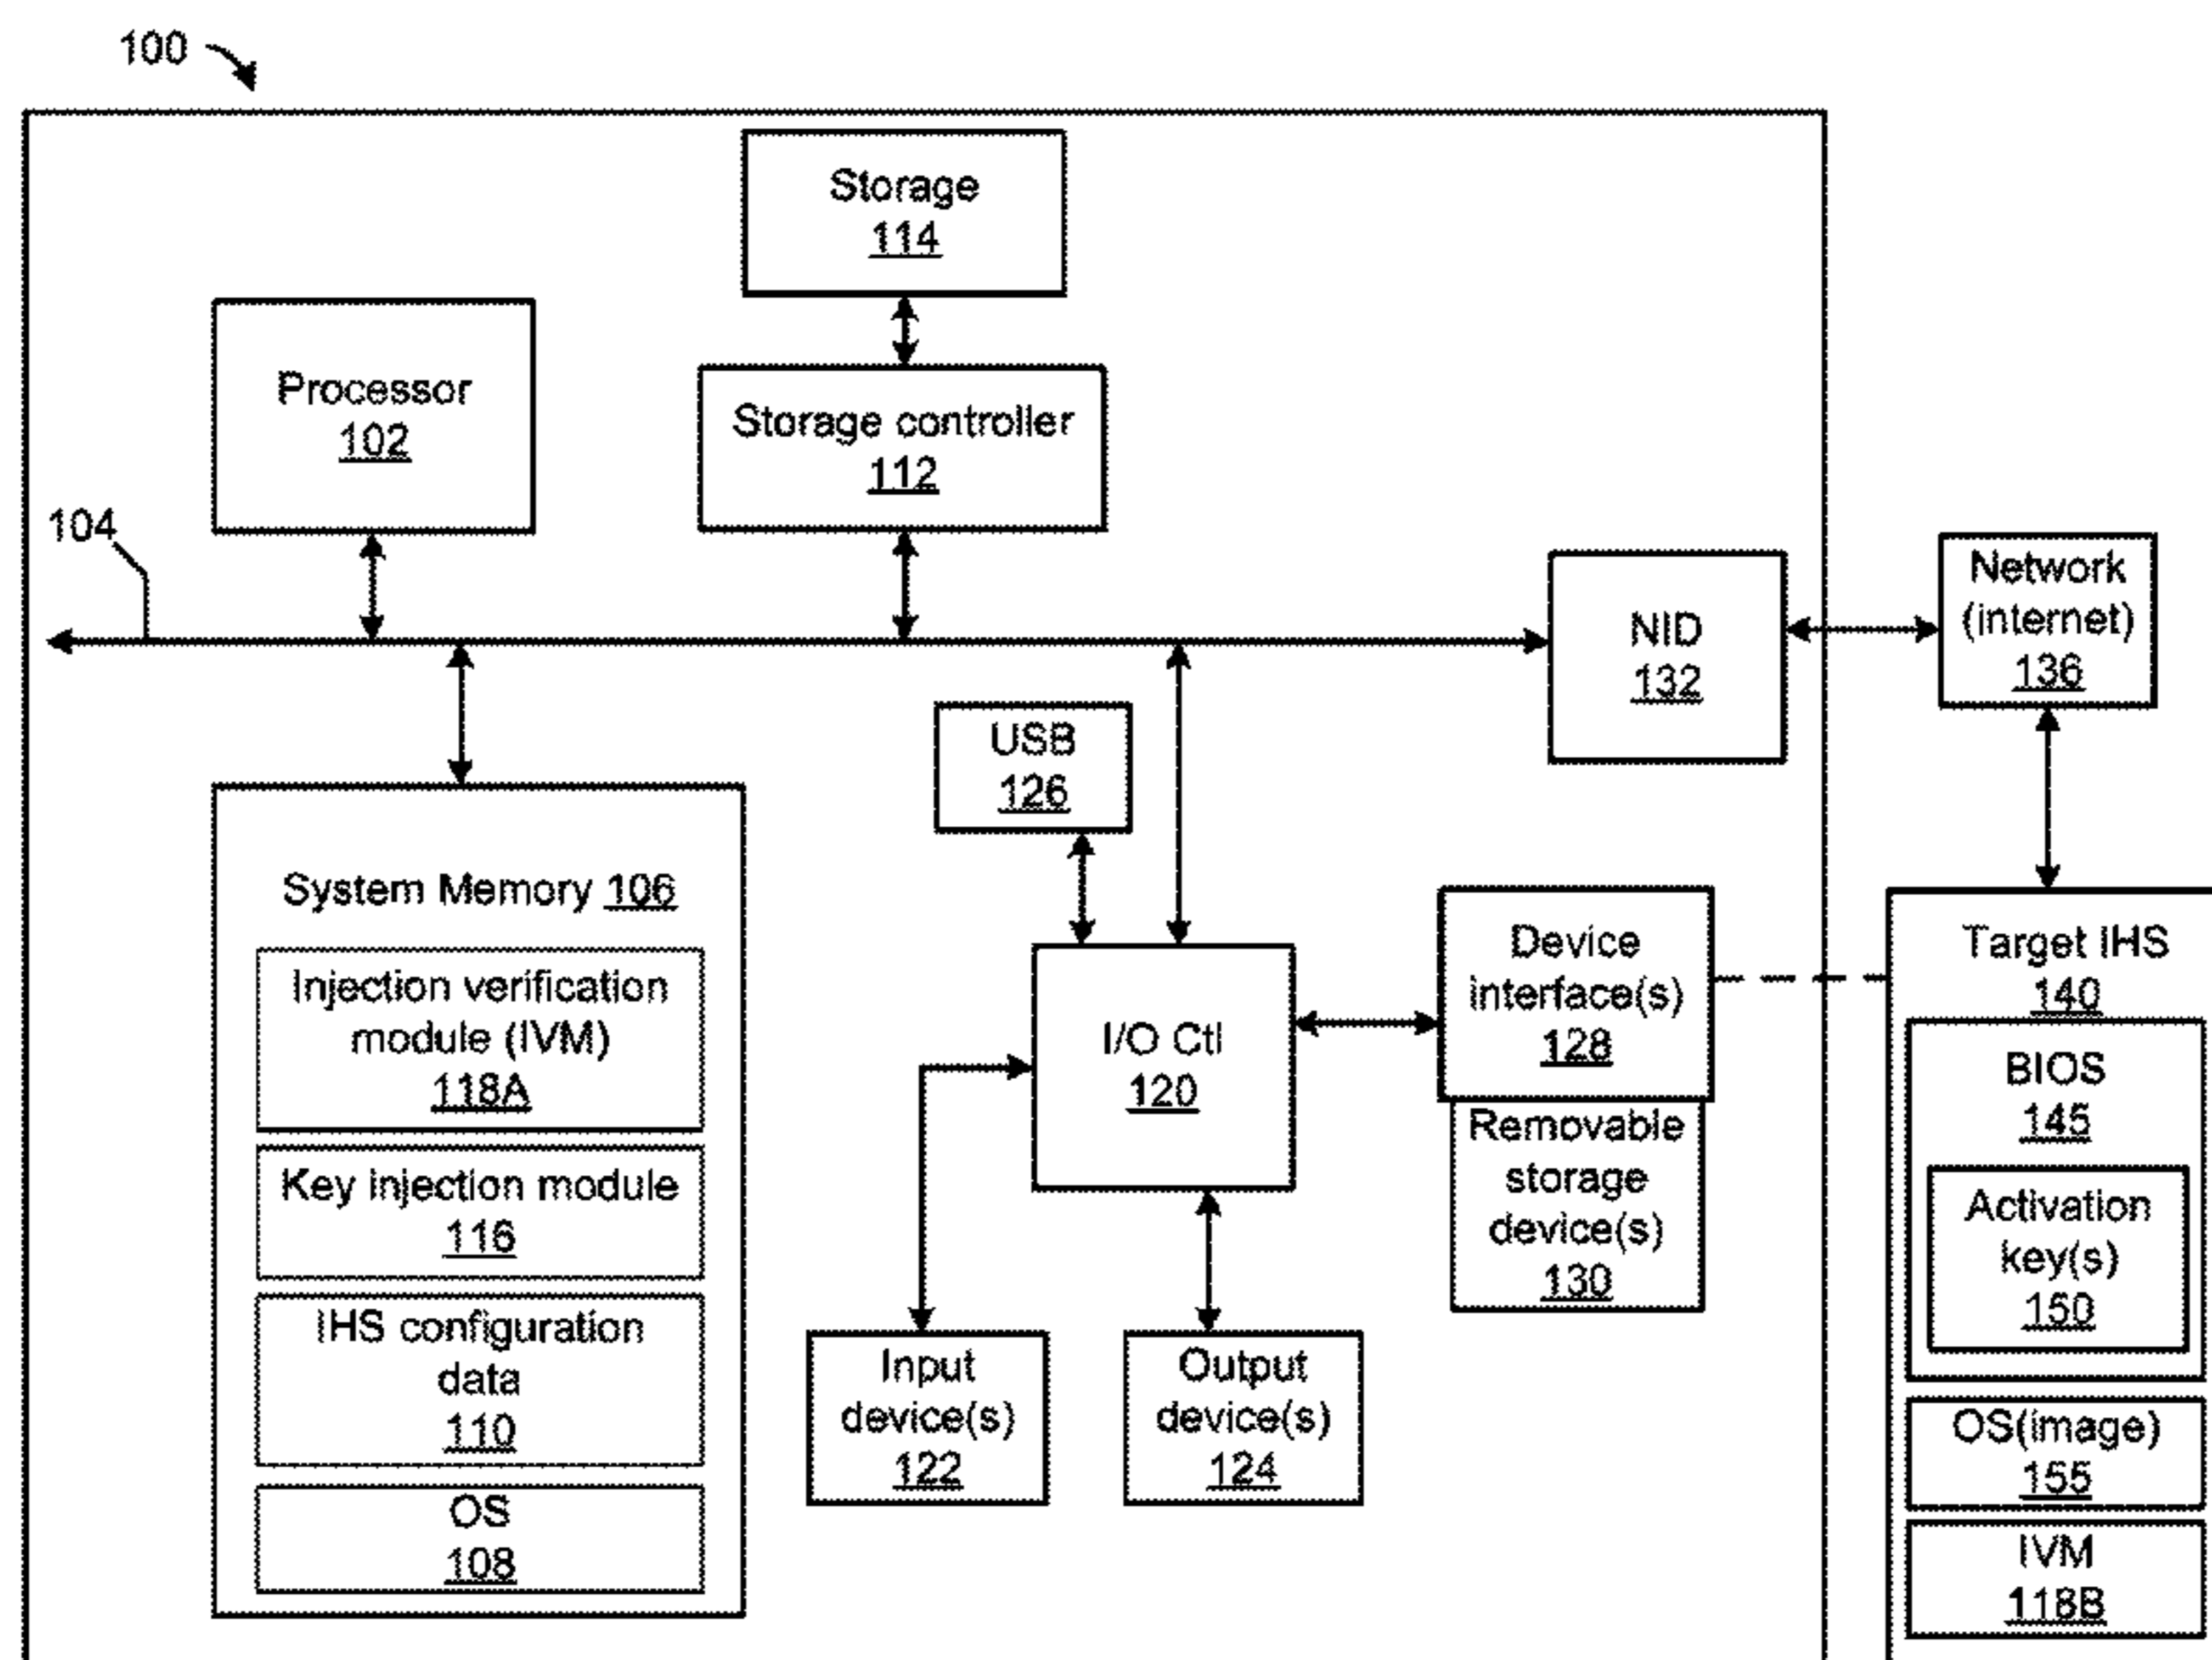 100
Storage
114
Processor
102
Storage controller
112
104
NID
132
Network
(internet)
136
USB
126
System Memory 106
Injection verification
module (IVM)
118A
Key injection module
116
IHS configuration
data
110
OS
108
I/O Ctl
120
Device
interface(s)
128
Removable
storage
device(s)
130
Input
device(s)
122
Output
device(s)
124
Target IHS
140
BIOS
145
Activation
key(s)
150
OS(image)
155
IVM
118B